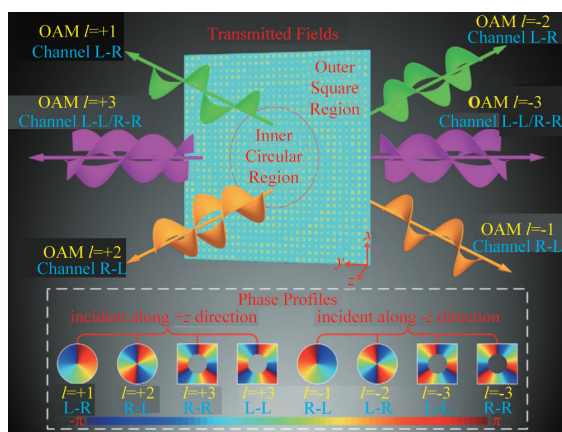 OAM l=+1
Channel L-R
Transmitted Fields
OAM l=-2
Channel L-R
Outer
Square
Region
OAM l=+3
Channel L-L/R-R
OAM l=-3
Channel L-L/R-R
Inner
Circular
Region
OAM l=+2
Channel R-L
OAM l=-1
Channel R-L
x
y
z
Phase Profiles
incident along +z direction
incident along -z direction
l=+1 l=+2 l=+3 l=+3 l=-1 l=-2 l=-3 l=-3
L-R R-L R-R L-L R-L L-R L-L R-R
-π π